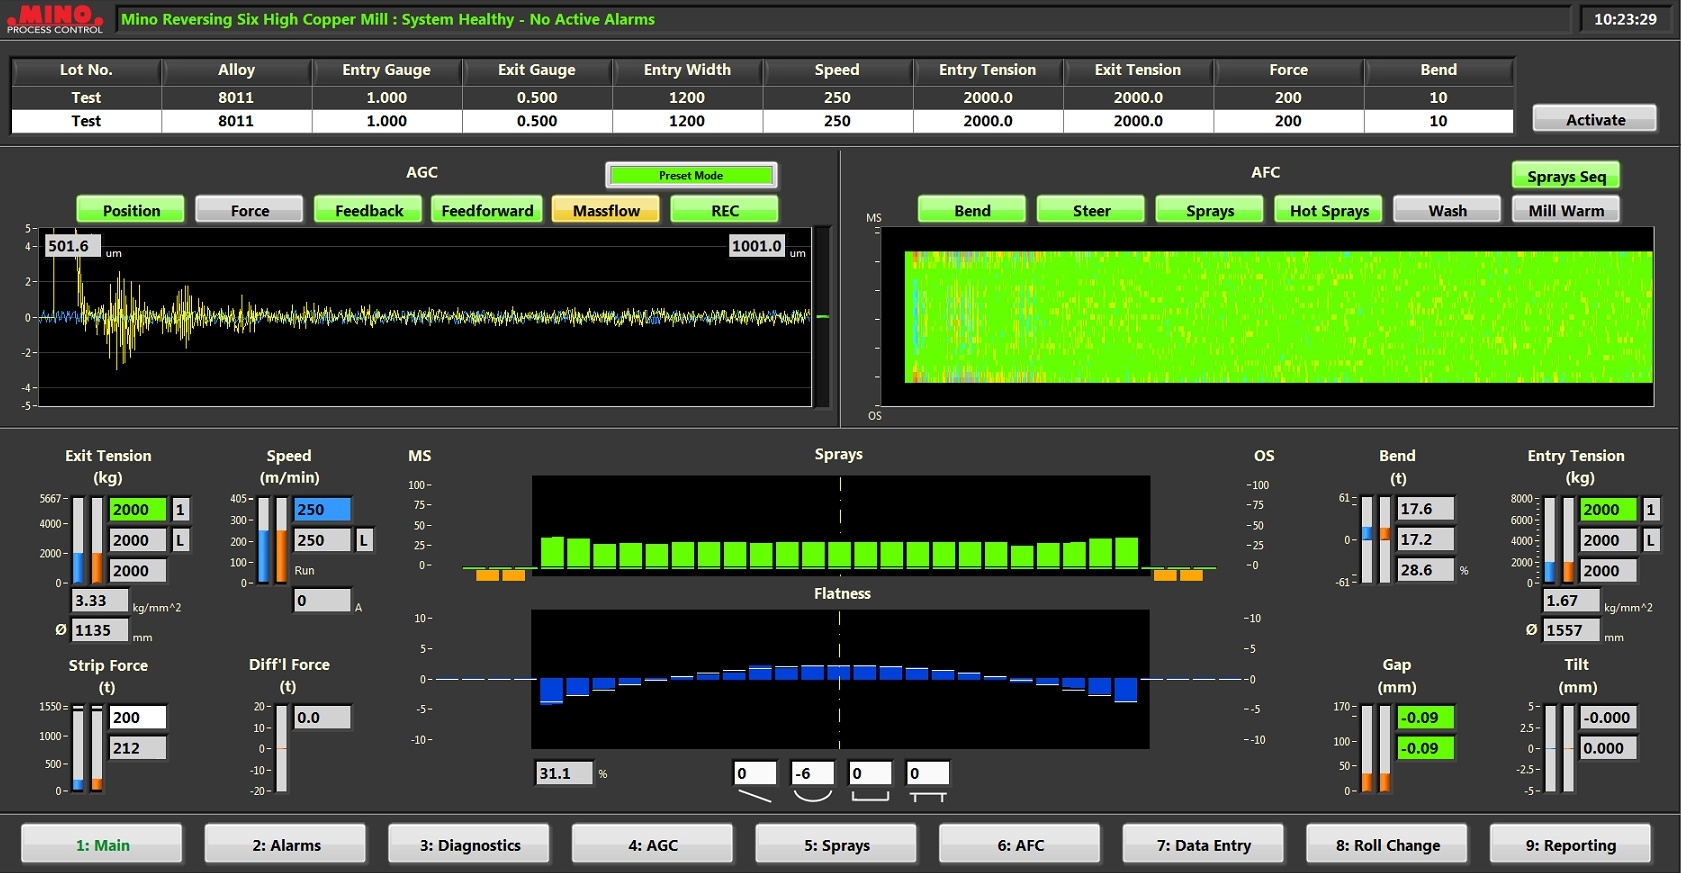 MINO
PROCESS CONTROL
Mino Reversing Six High Copper Mill : System Healthy - No Active Alarms
10:23:29
Lot No. Alloy Entry Gauge Exit Gauge Entry Width Speed Entry Tension Exit Tension Force Bend
Test 8011 1.000 0.500 1200 250 2000.0 2000.0 200 10
Test 8011 1.000 0.500 1200 250 2000.0 2000.0 200 10
Activate
AGC
Preset Mode
Position Force Feedback Feedforward Massflow REC
5
4
2
0
-2
-4
-5
501.6 um
1001.0 um
AFC
Sprays Seq
Bend Steer Sprays Hot Sprays Wash Mill Warm
MS
OS
Exit Tension
(kg)
5667
4000
2000
0
2000 1
2000 L
2000
3.33 kg/mm^2
Ø 1135 mm
Speed
(m/min)
405
300
200
100
0
250
250 L
Run
0 A
Strip Force
(t)
1550
1000
500
0
200
212
Diff'l Force
(t)
20
10
0
-10
-20
0.0
MS Sprays OS
100 100
75 75
50 50
25 25
0 0
Flatness
10 10
5 5
0 0
-5 -5
-10 -10
31.1 %
0 -6 0 0
Bend
(t)
61
0
-61
17.6
17.2
28.6 %
Entry Tension
(kg)
8000
6000
4000
2000
0
2000 1
2000 L
2000
1.67 kg/mm^2
Ø 1557 mm
Gap
(mm)
170
100
50
0
-0.09
-0.09
Tilt
(mm)
5
2.5
0
-2.5
-5
-0.000
0.000
1: Main 2: Alarms 3: Diagnostics 4: AGC 5: Sprays 6: AFC 7: Data Entry 8: Roll Change 9: Reporting